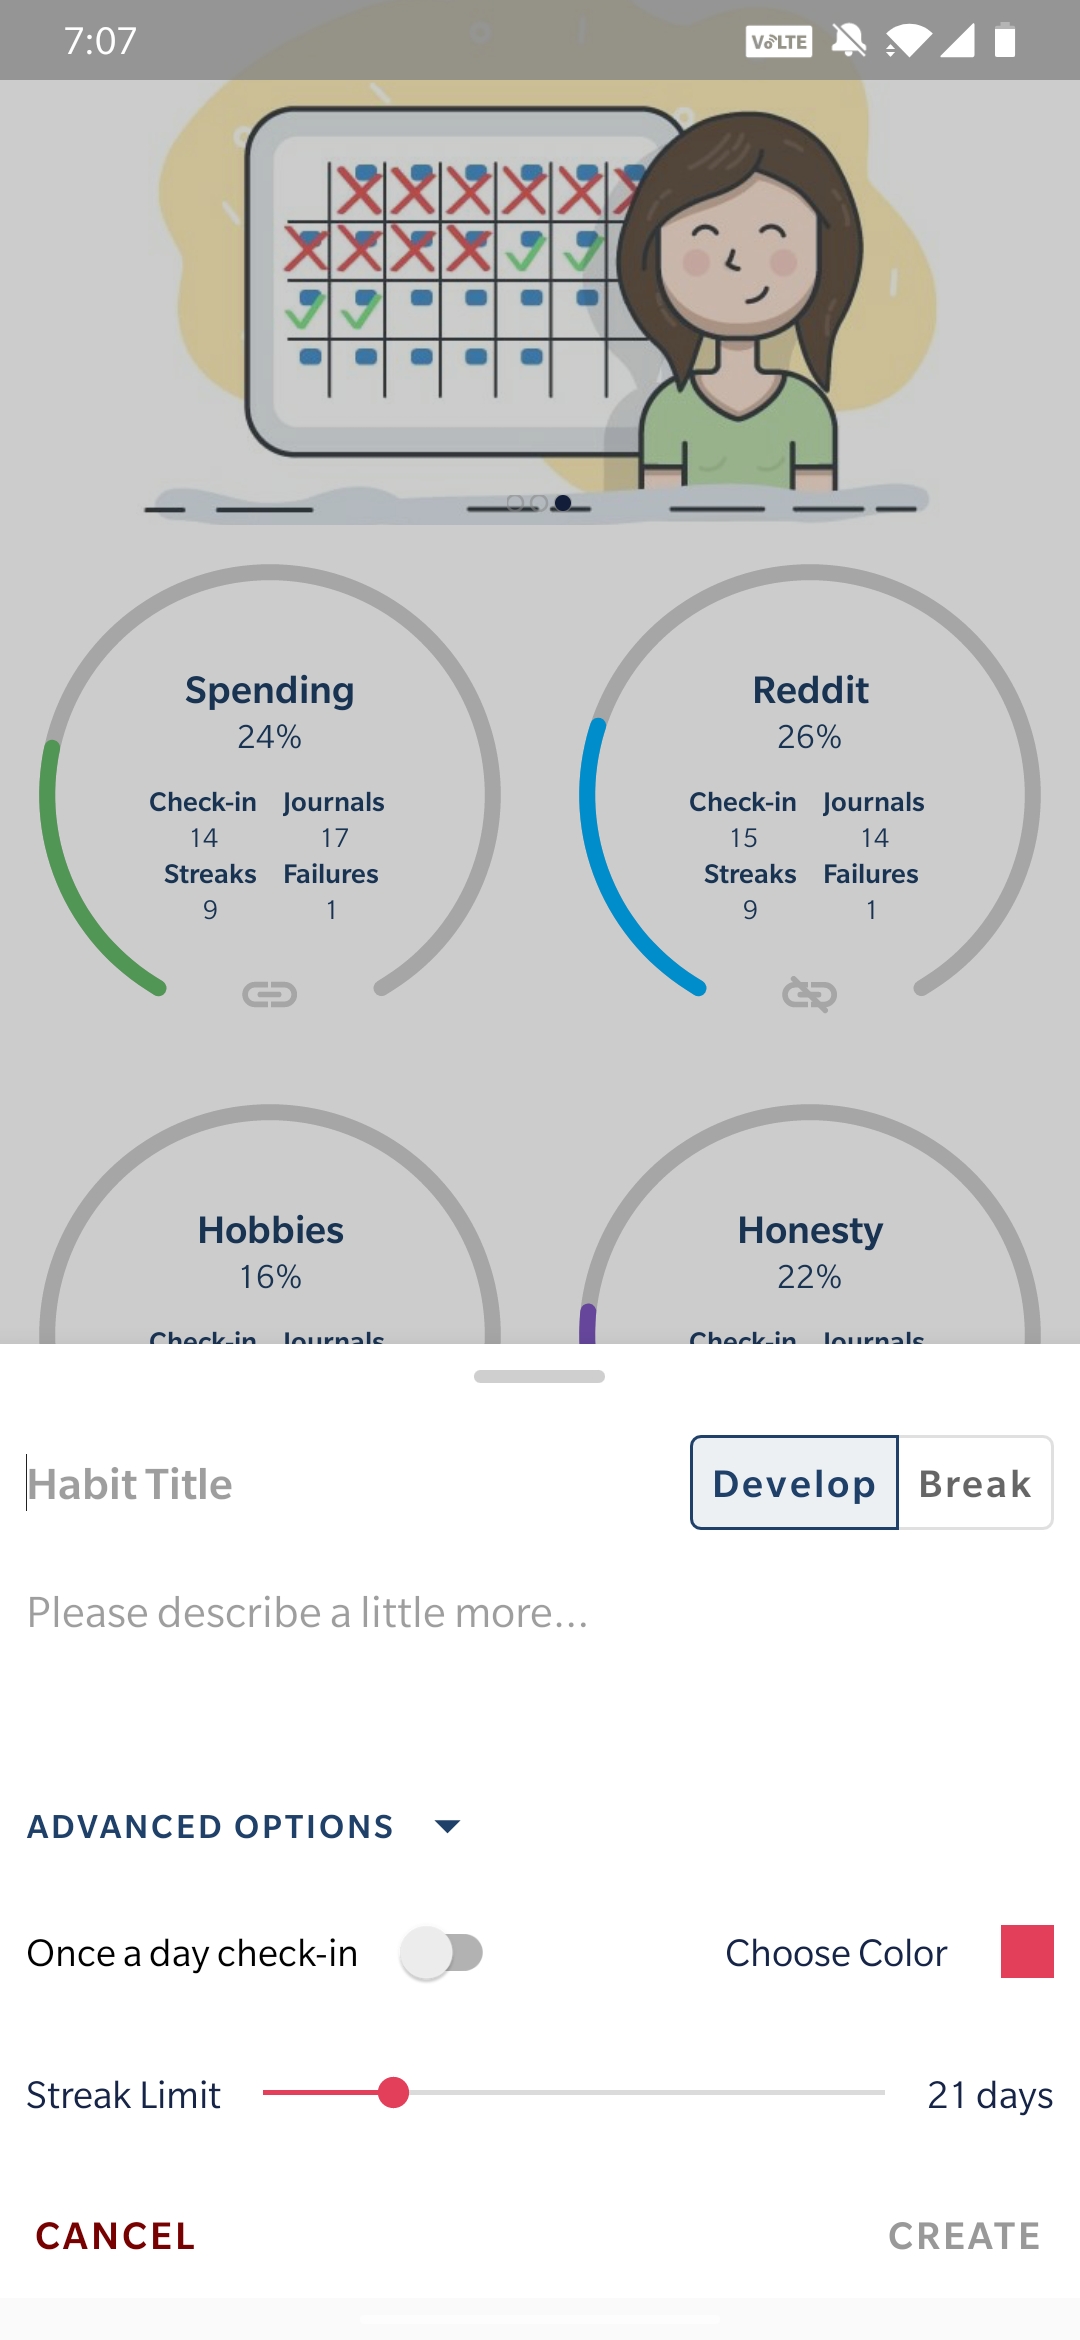 7:07 VoLTE
Spending Reddit
24% 26%
Check-in Journals Check-in Journals
14 17 15 14
Streaks Failures Streaks Failures
9 1 9 1
Hobbies Honesty
16% 22%
Check-in Journals Check-in Journals
Habit Title Develop Break
Please describe a little more...
ADVANCED OPTIONS
Once a day check-in Choose Color
Streak Limit 21 days
CANCEL CREATE